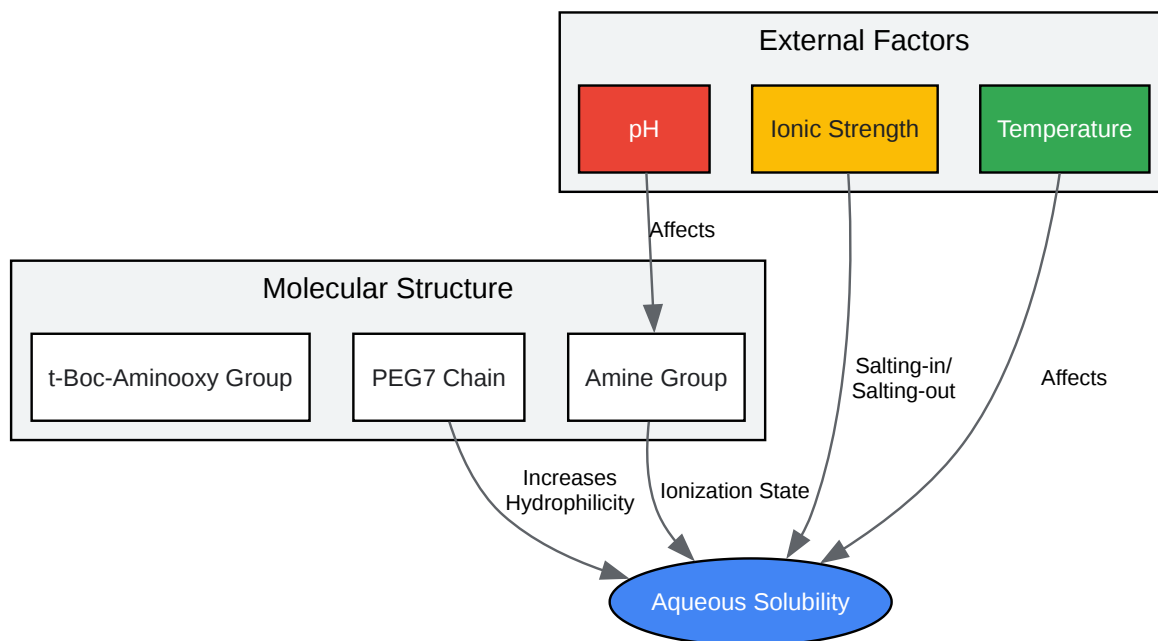 External Factors
pH
Ionic Strength
Temperature
Affects
Molecular Structure
t-Boc-Aminooxy Group
PEG7 Chain
Amine Group
Salting-in/
Salting-out
Affects
Increases
Hydrophilicity
Ionization State
Aqueous Solubility